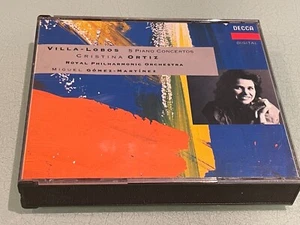 VILLA-LOBOS 5 PIANO CONCERTOS
CRISTINA ORTIZ
ROYAL PHILHARMONIC ORCHESTRA
MIGUEL GÓMEZ-MARTÍNEZ
DECCA
DIGITAL